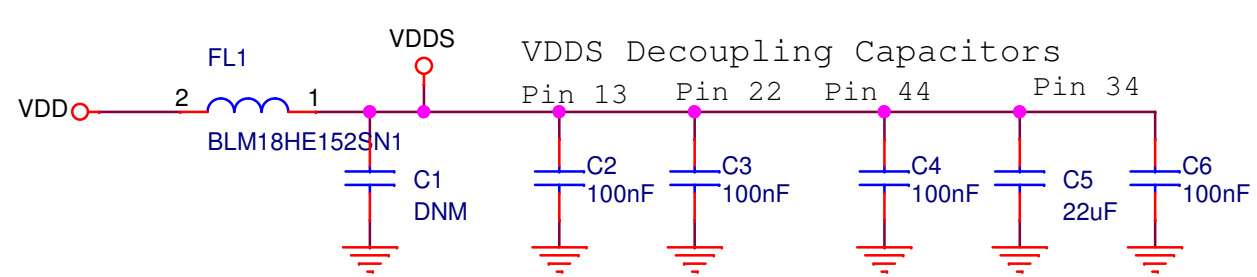 VDDS
FL1
VDDS Decoupling Capacitors
Pin 13
Pin 22
Pin 44
Pin 34
VDD
2
1
BLM18HE152SN1
C1
DNM
C2
100nF
C3
100nF
C4
100nF
C5
22uF
C6
100nF